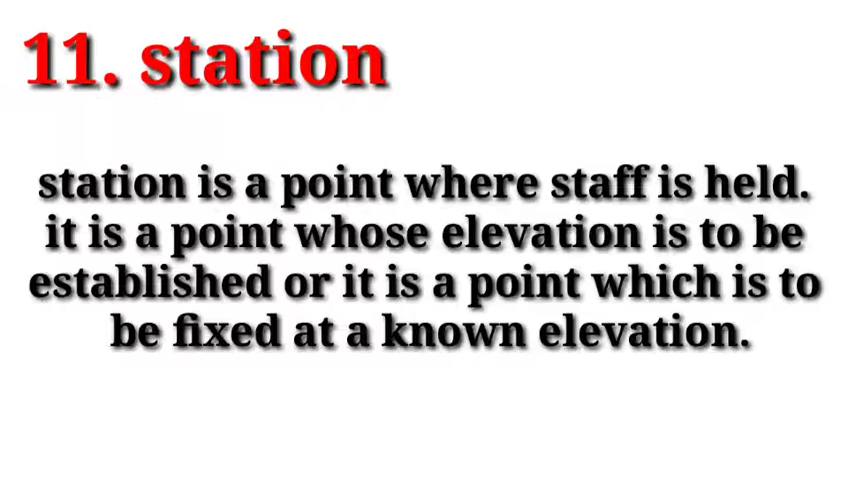 11. station
station is a point where staff is held.
it is a point whose elevation is to be
established or it is a point which is to
be fixed at a known elevation.